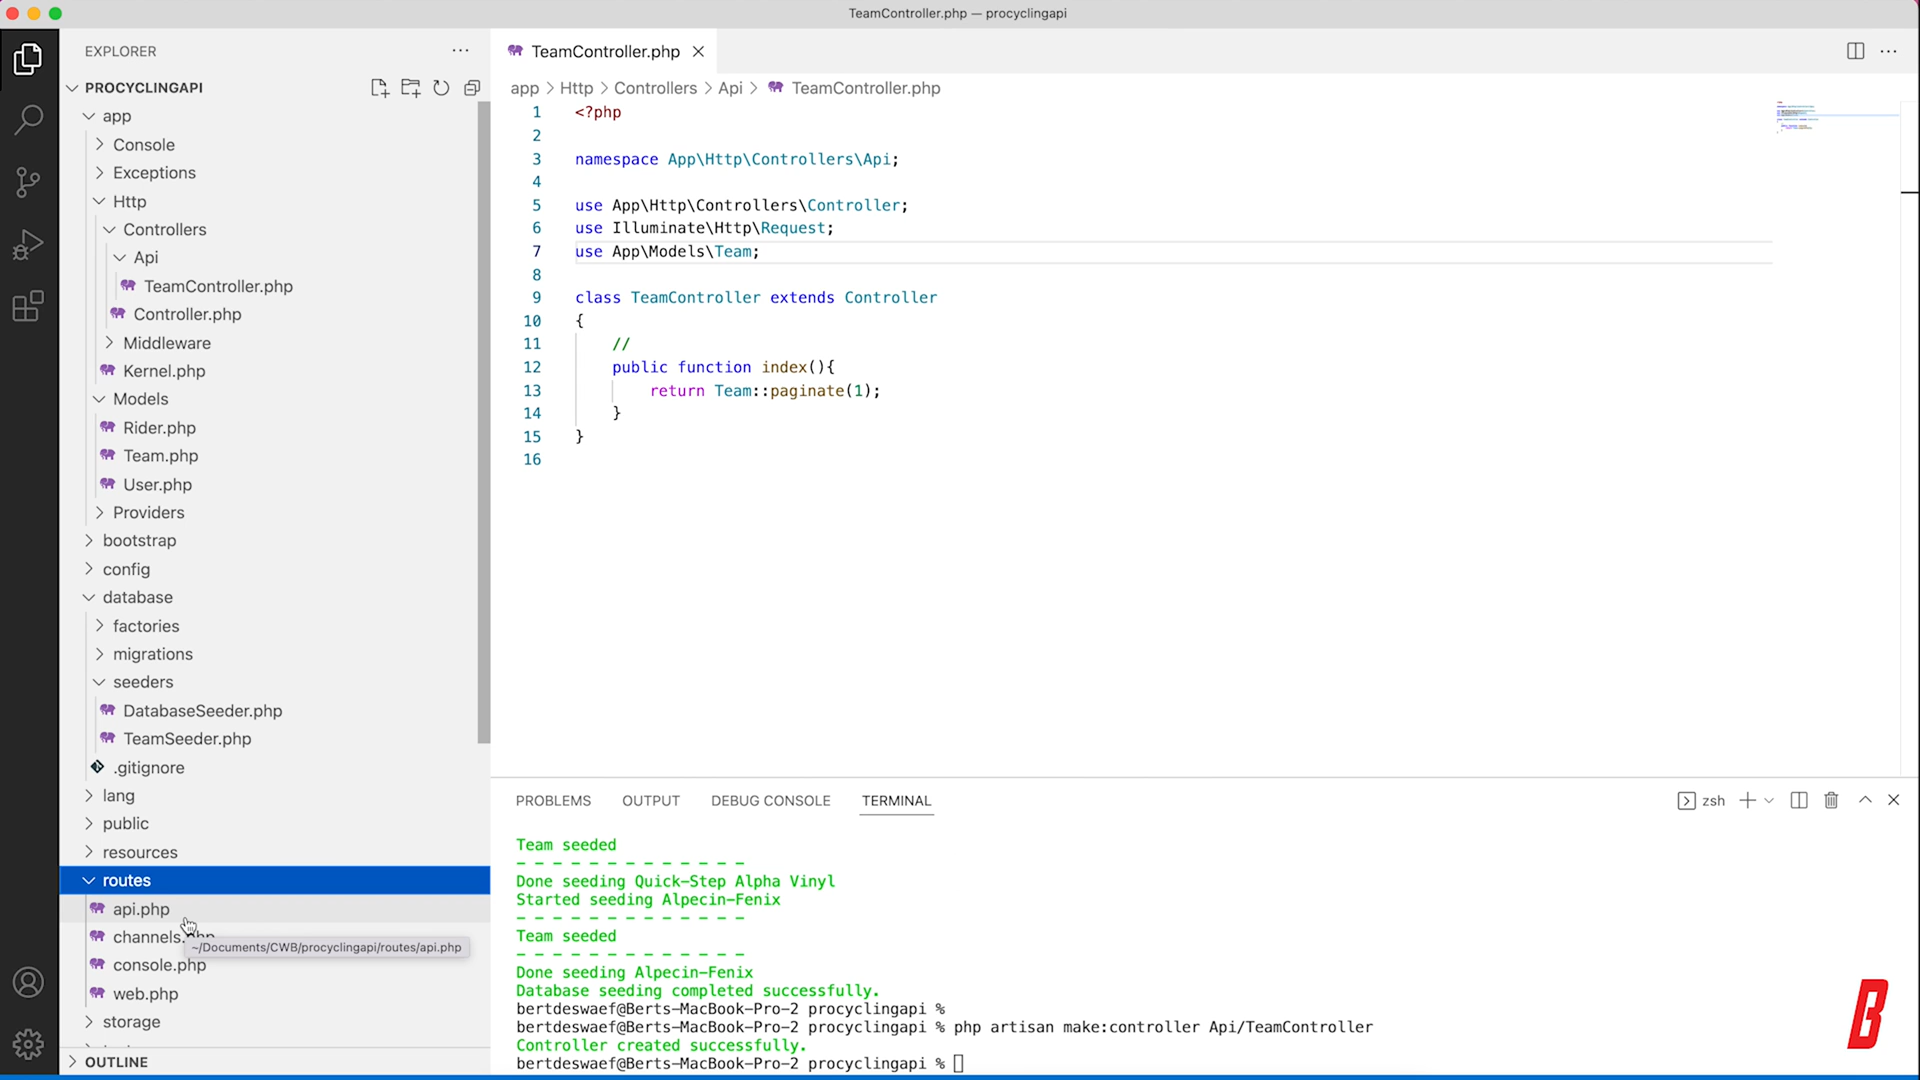 TeamController.php — procyclingapi
EXPLORER
PROCYCLINGAPI
app
Console
Exceptions
Http
Controllers
Api
TeamController.php
Controller.php
Middleware
Kernel.php
Models
Rider.php
Team.php
User.php
Providers
bootstrap
config
database
factories
migrations
seeders
DatabaseSeeder.php
TeamSeeder.php
.gitignore
lang
public
resources
routes
api.php
channels.php
~/Documents/CWB/procyclingapi/routes/api.php
console.php
web.php
storage
OUTLINE
TeamController.php
app > Http > Controllers > Api > TeamController.php
1 <?php
2
3 namespace App\Http\Controllers\Api;
4
5 use App\Http\Controllers\Controller;
6 use Illuminate\Http\Request;
7 use App\Models\Team;
8
9 class TeamController extends Controller
10 {
11 //
12 public function index(){
13 return Team::paginate(1);
14 }
15 }
16
PROBLEMS OUTPUT DEBUG CONSOLE TERMINAL zsh
Team seeded
- - - - - - - - - - - - -
Done seeding Quick-Step Alpha Vinyl
Started seeding Alpecin-Fenix
- - - - - - - - - - - - -
Team seeded
- - - - - - - - - - - - -
Done seeding Alpecin-Fenix
Database seeding completed successfully.
bertdeswaef@Berts-MacBook-Pro-2 procyclingapi %
bertdeswaef@Berts-MacBook-Pro-2 procyclingapi % php artisan make:controller Api/TeamController
Controller created successfully.
bertdeswaef@Berts-MacBook-Pro-2 procyclingapi %
B